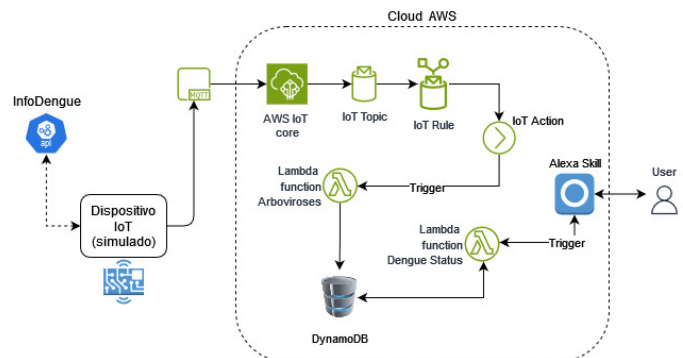 Cloud AWS
InfoDengue
api
MQTT
AWS IoT
core
IoT Topic
IoT Rule
IoT Action
Lambda
function
Arboviroses
Trigger
Alexa Skill
User
Dispositivo
IoT
(simulado)
Lambda
function
Dengue Status
Trigger
DynamoDB